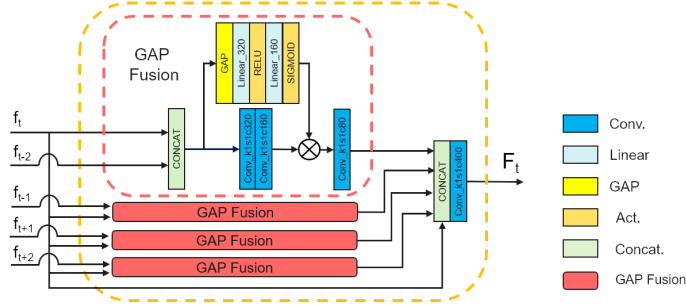 GAP
Fusion
GAP
Linear_320
RELU
Linear_160
SIGMOID
f_t
f_t-2
CONCAT
Conv_k1s1c320
Conv_k1s1c160
Conv_k1s1c80
f_t-1
f_t+1
f_t+2
GAP Fusion
GAP Fusion
GAP Fusion
CONCAT
Conv_k1s1c400
F_t
Conv.
Linear
GAP
Act.
Concat.
GAP Fusion